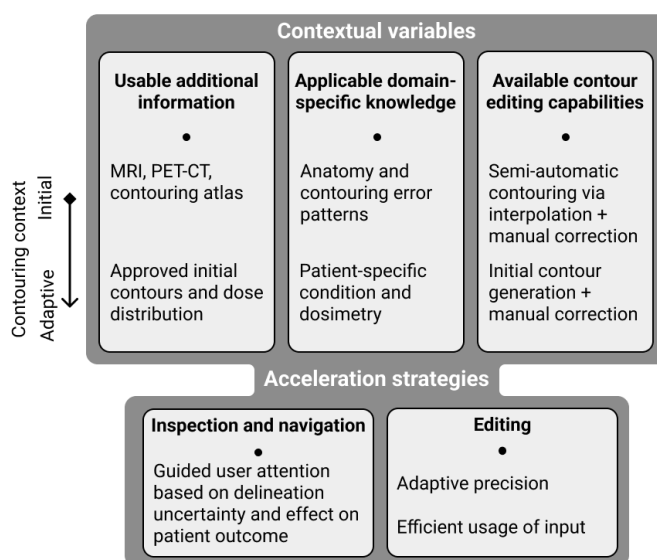 Contextual variables
Usable additional
information
•
MRI, PET-CT,
contouring atlas
Approved initial
contours and dose
distribution
Applicable domain-
specific knowledge
•
Anatomy and
contouring error
patterns
Patient-specific
condition and
dosimetry
Available contour
editing capabilities
•
Semi-automatic
contouring via
interpolation +
manual correction
Initial contour
generation +
manual correction
Contouring context
Initial
Adaptive
Acceleration strategies
Inspection and navigation
•
Guided user attention
based on delineation
uncertainty and effect on
patient outcome
Editing
•
Adaptive precision
Efficient usage of input